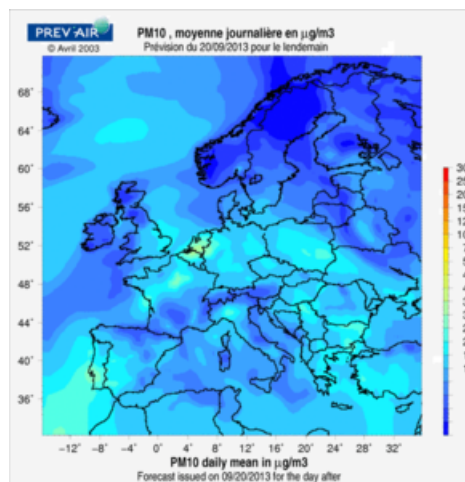 PREV'AIR
© Avril 2003
PM10 , moyenne journalière en µg/m3
Prévision du 20/09/2013 pour le lendemain
68°
64°
60°
56°
52°
48°
44°
40°
36°
−12° −8° −4° 0° 4° 8° 12° 16° 20° 24° 28° 32°
PM10 daily mean in µg/m3
Forecast issued on 09/20/2013 for the day after